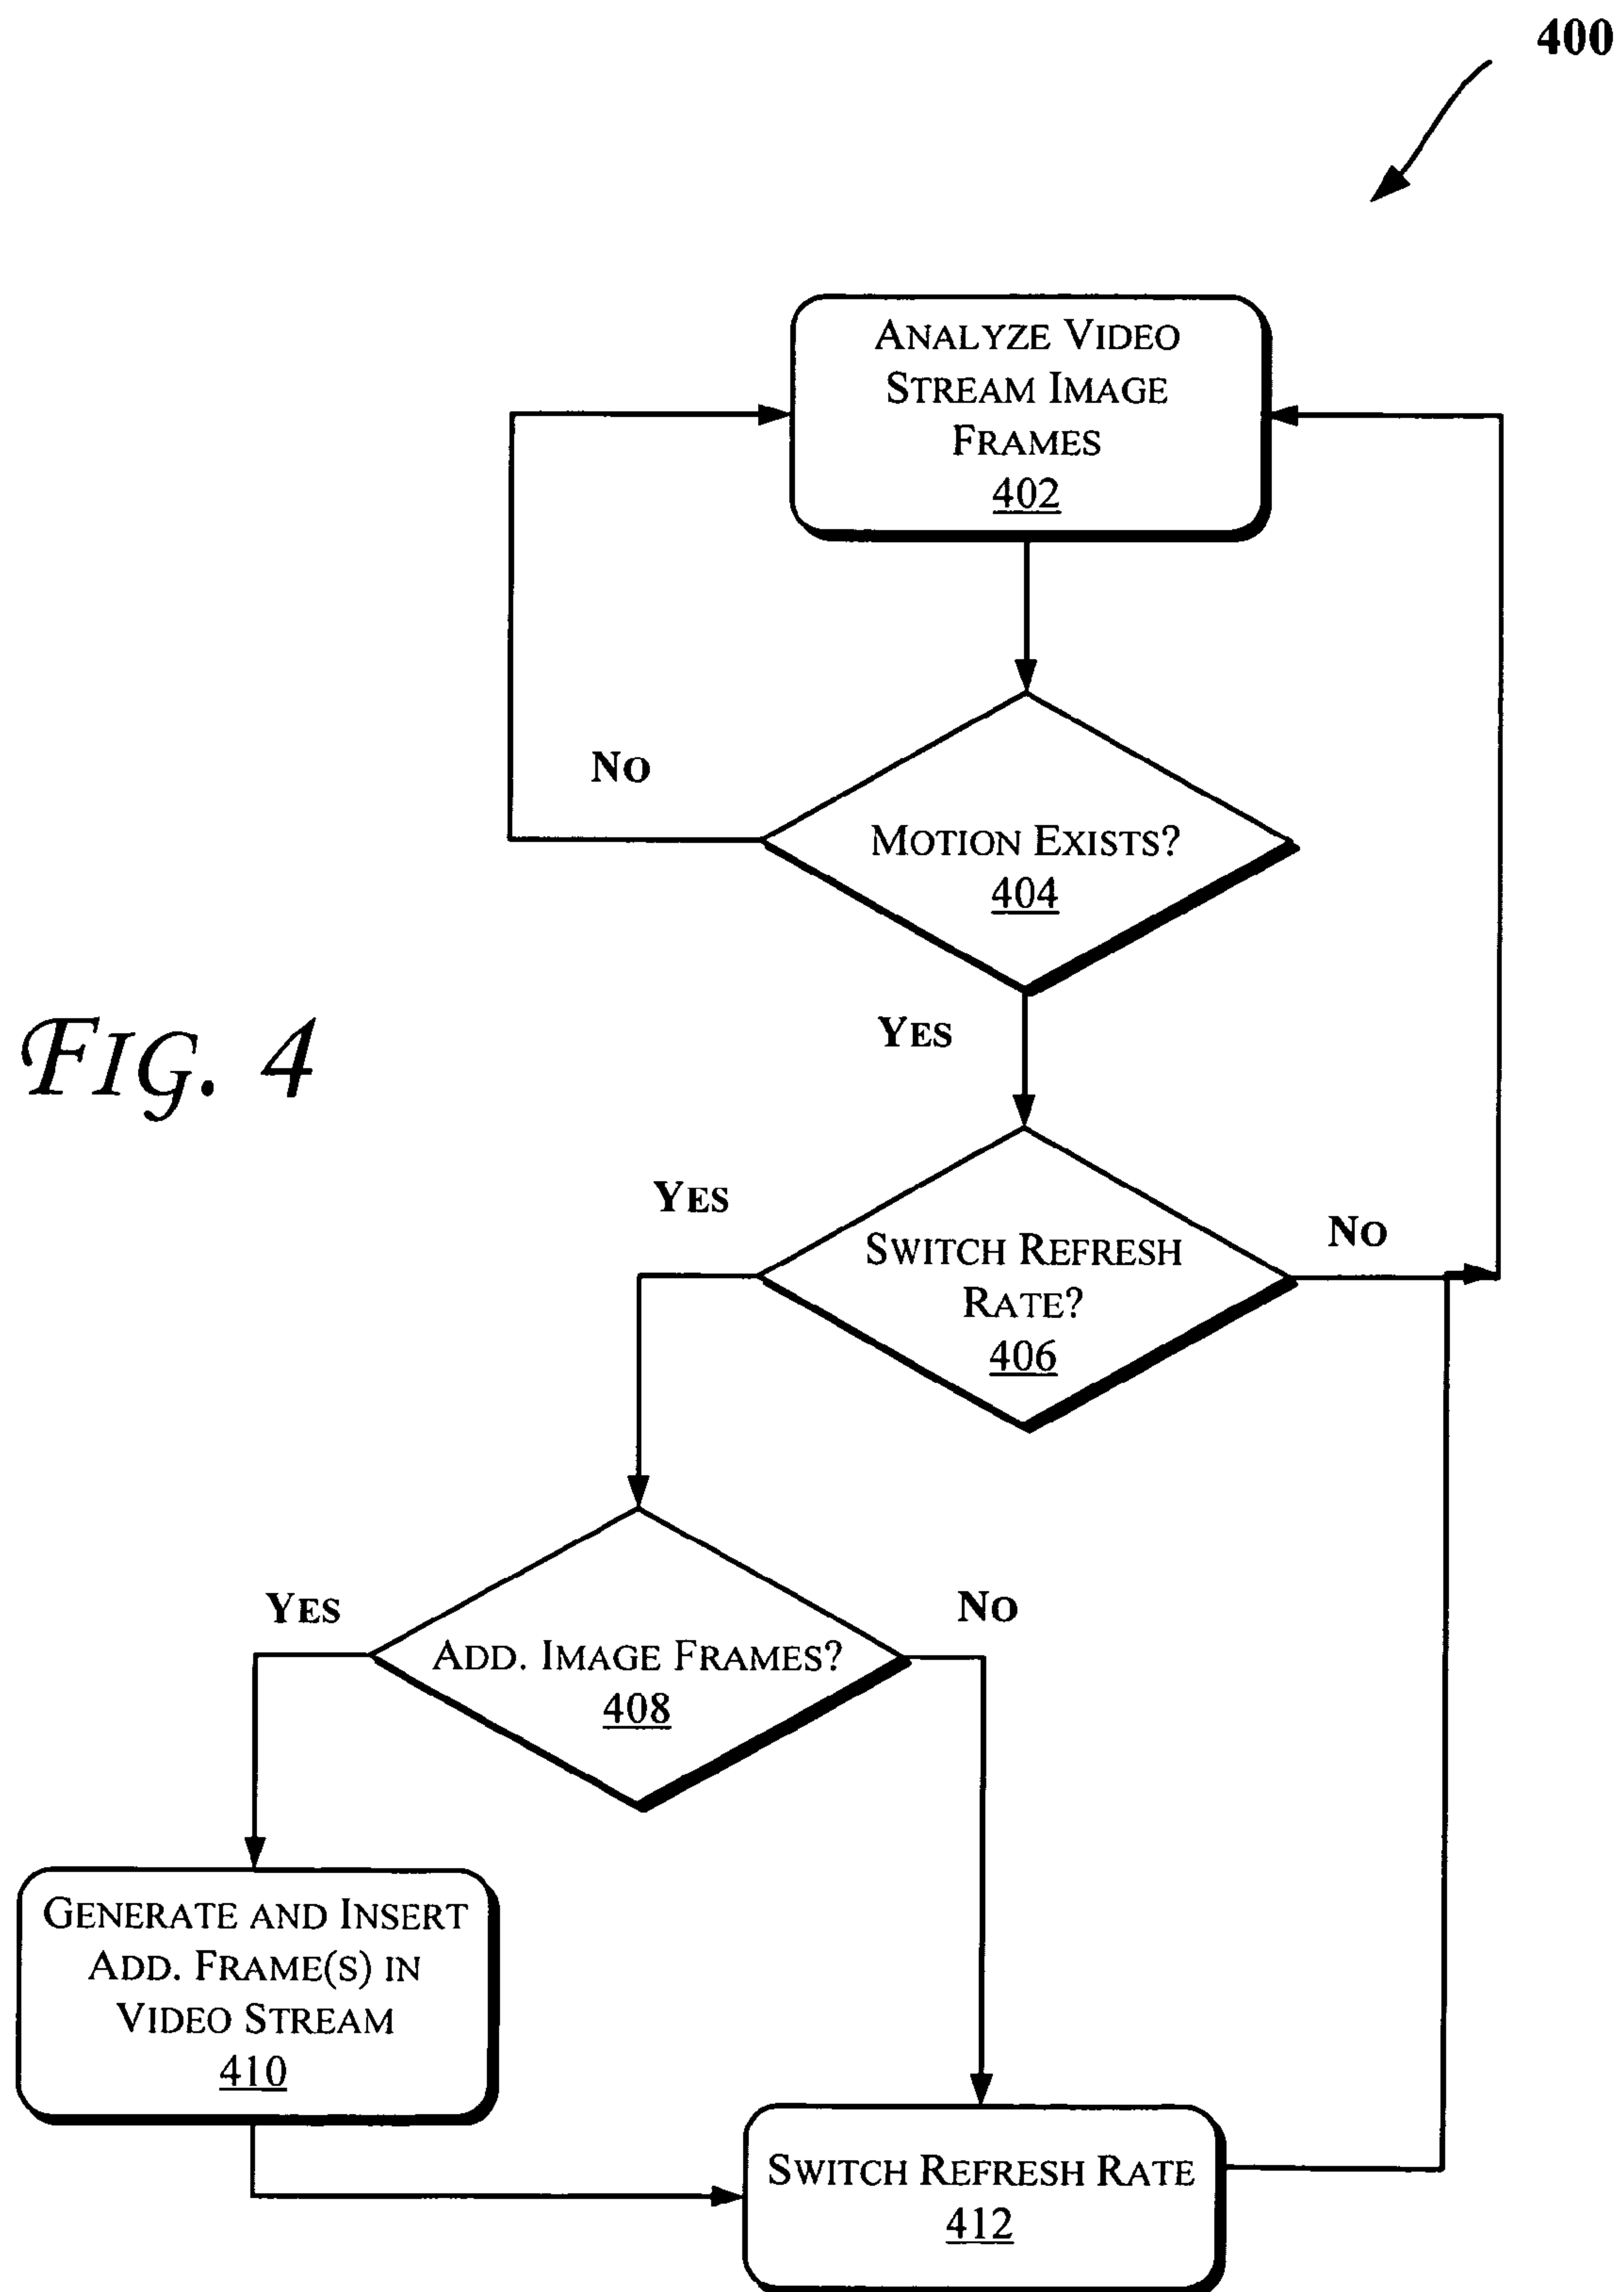 400
ANALYZE VIDEO
STREAM IMAGE
FRAMES
402
NO
MOTION EXISTS?
404
YES
FIG. 4
YES
SWITCH REFRESH
RATE?
406
NO
YES
ADD. IMAGE FRAMES?
408
NO
GENERATE AND INSERT
ADD. FRAME(S) IN
VIDEO STREAM
410
SWITCH REFRESH RATE
412